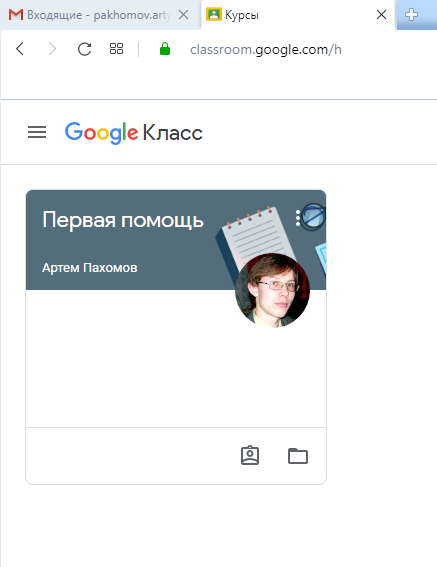 Входящие - pakhomov.arty
Курсы
classroom.google.com/h
Google Класс
Первая помощь
Артем Пахомов